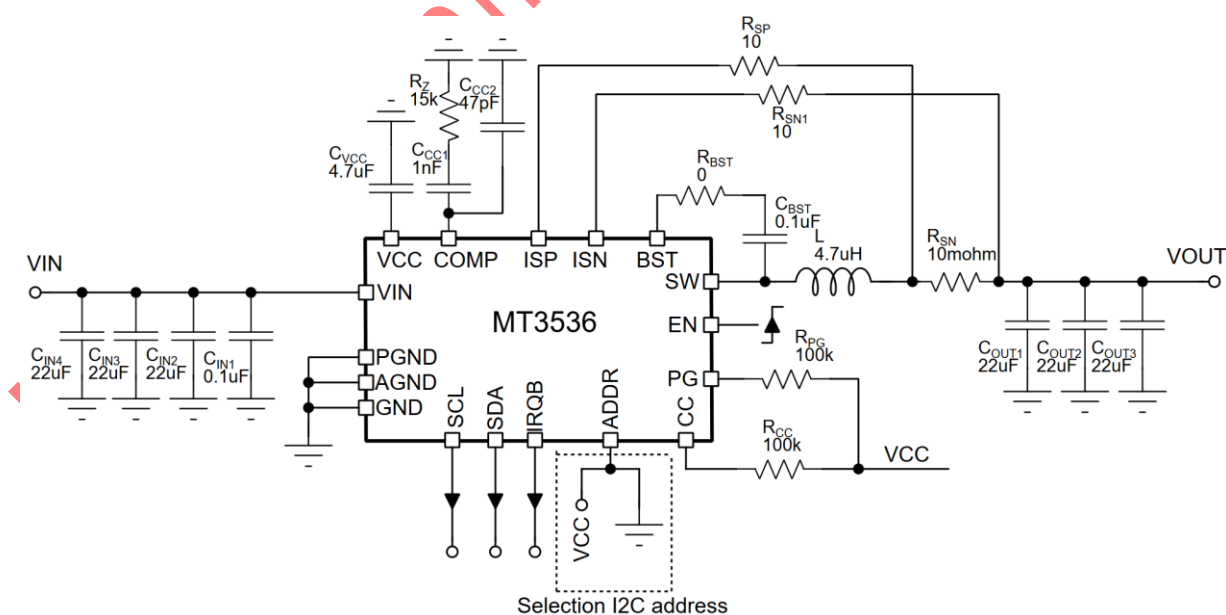 RSP
10
RZ
15k
CCC2
47pF
RSN1
10
CVCC
4.7uF
CCC1
1nF
RBST
0
CBST
0.1uF
L
4.7uH
RSN
10mohm
VIN
VOUT
VCC
COMP
ISP
ISN
BST
VIN
SW
MT3536
EN
CIN4
22uF
CIN3
22uF
CIN2
22uF
CIN1
0.1uF
RPG
100k
COUT1
22uF
COUT2
22uF
COUT3
22uF
PGND
AGND
GND
PG
SCL
SDA
IRQB
ADDR
CC
RCC
100k
VCC
VCC
Selection I2C address